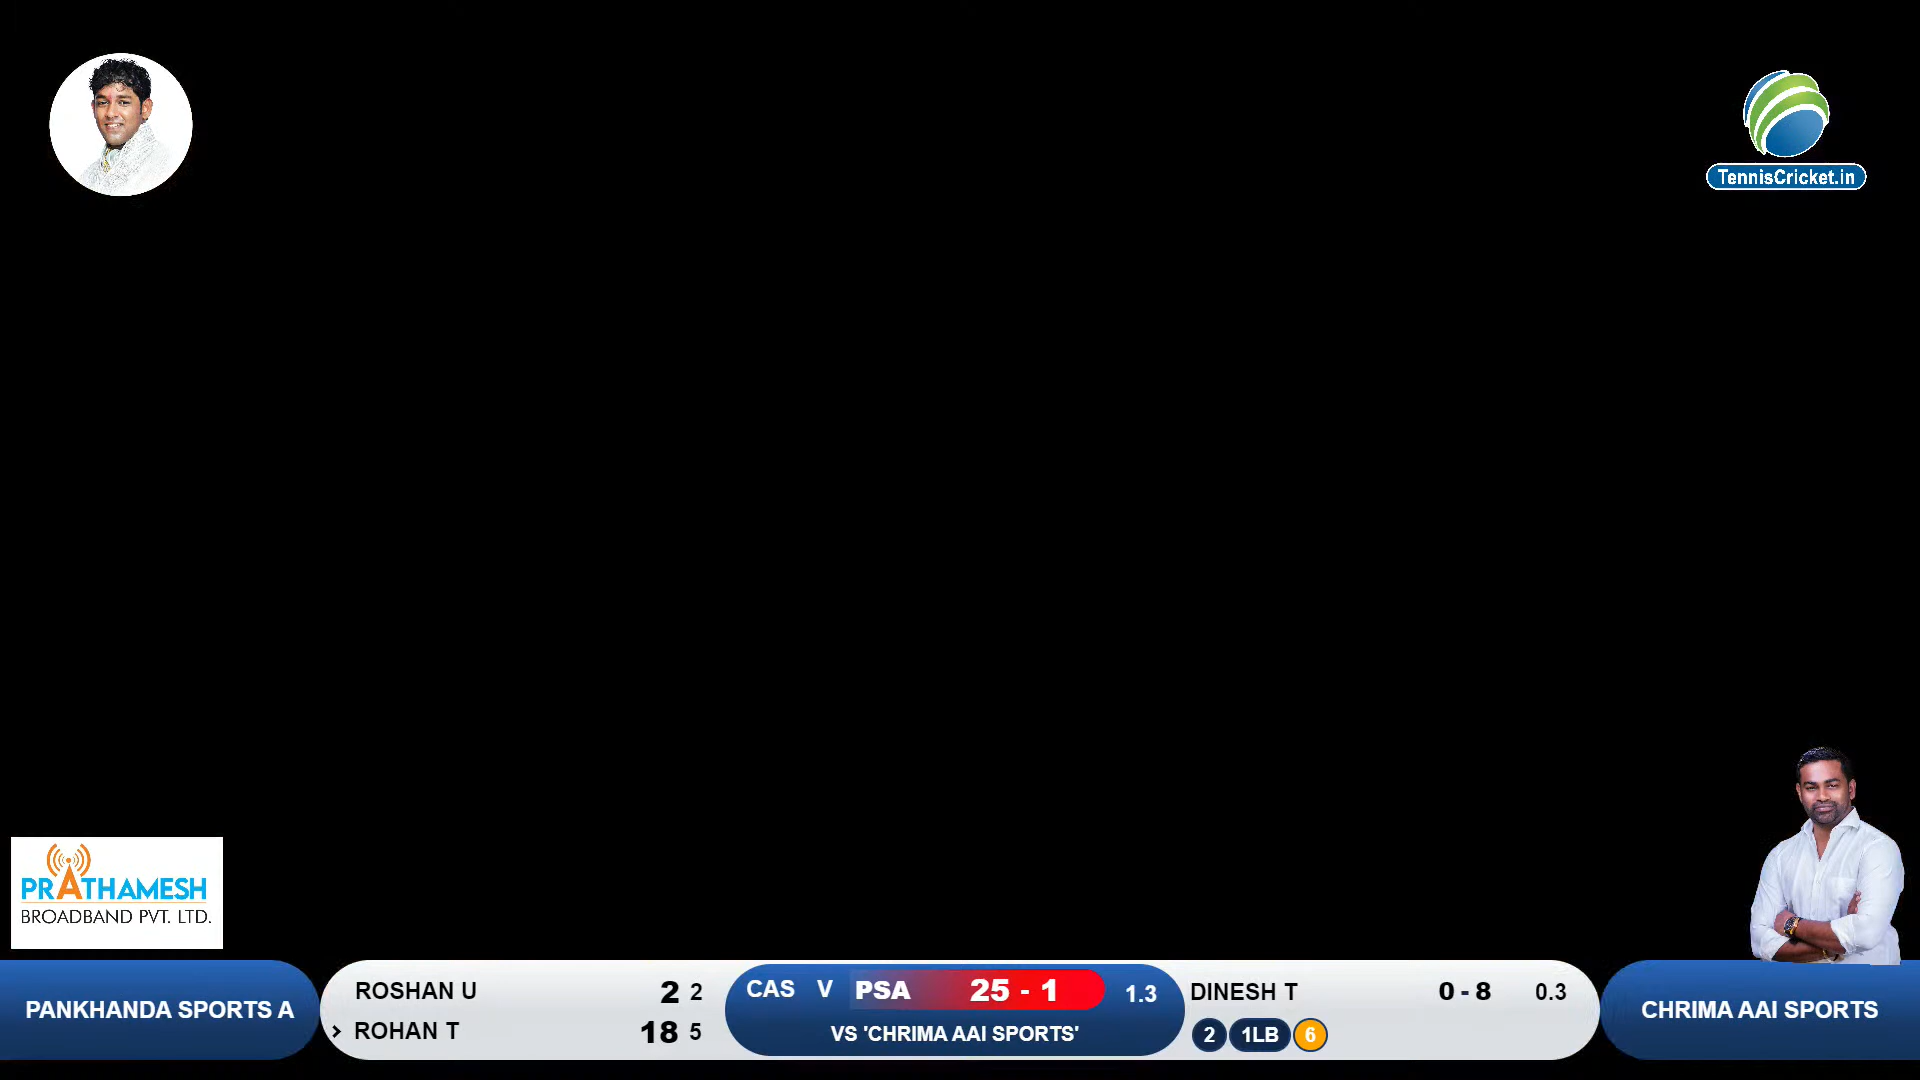 TennisCricket.in
PRATHAMESH
BROADBAND PVT. LTD.
PANKHANDA SPORTS A
ROSHAN U 2 2
> ROHAN T 18 5
CAS V PSA 25 - 1 1.3
VS 'CHRIMA AAI SPORTS'
DINESH T 0 - 8 0.3
2 1LB 6
CHRIMA AAI SPORTS